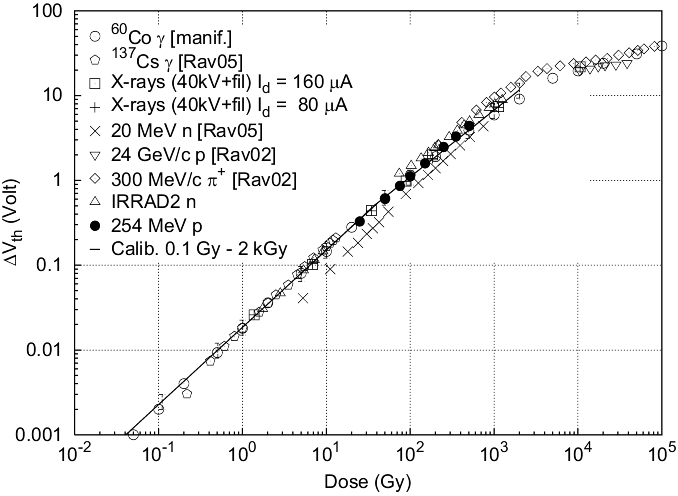 100
10
1
0.1
0.01
0.001
ΔVth (Volt)
60Co γ [manif.]
137Cs γ [Rav05]
X-rays (40kV+fil) Id = 160 μA
X-rays (40kV+fil) Id = 80 μA
20 MeV n [Rav05]
24 GeV/c p [Rav02]
300 MeV/c π+ [Rav02]
IRRAD2 n
254 MeV p
Calib. 0.1 Gy - 2 kGy
10-2 10-1 100 101 102 103 104 105
Dose (Gy)